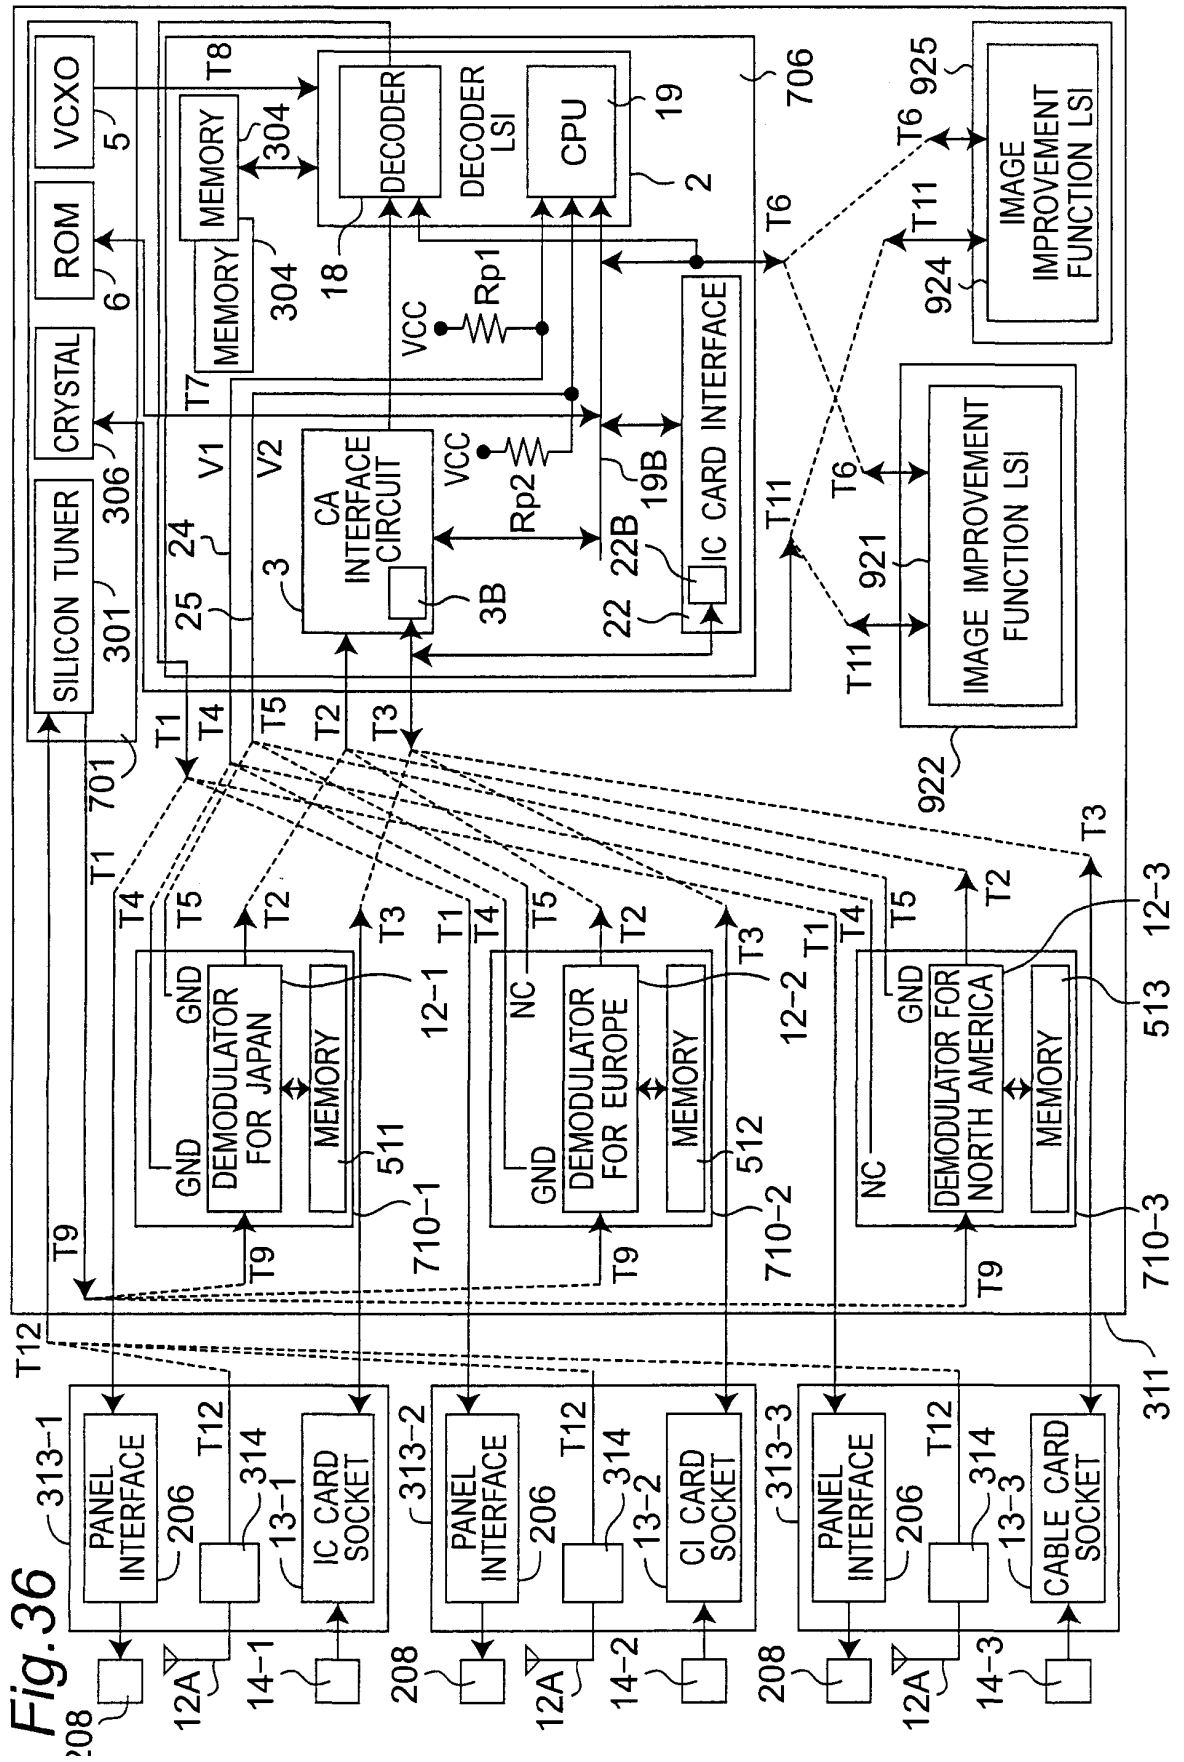 Fig.36
208
208
208
12A
12A
12A
14-1
14-2
14-3
313-1
PANEL
INTERFACE
206
314
T12
13-1
IC CARD
SOCKET
313-2
PANEL
INTERFACE
206
314
T12
13-2
CI CARD
SOCKET
313-3
PANEL
INTERFACE
206
314
T12
13-3
CABLE CARD
SOCKET
T12
311
T9
T9
T9
T9
710-1
GND
GND
DEMODULATOR
FOR JAPAN
MEMORY
511
12-1
T1
T4
T5
T2
T3
710-2
GND
NC
DEMODULATOR
FOR EUROPE
MEMORY
512
12-2
T1
T4
T5
T2
T3
710-3
NC
GND
DEMODULATOR FOR
NORTH AMERICA
MEMORY
513
12-3
T1
T4
T5
T2
T3
701
SILICON TUNER
301
CRYSTAL
306
ROM
6
VCXO
5
T1
T4
T5
T2
T3
24
25
V1
V2
T7
T8
MEMORY
304
MEMORY
304
3
CA
INTERFACE
CIRCUIT
3B
VCC
Rp1
VCC
Rp2
18
DECODER
DECODER
LSI
CPU
19
2
19B
22
22B
IC CARD INTERFACE
706
T6
T11
T11
T6
922
921
IMAGE IMPROVEMENT
FUNCTION LSI
T11
T6
924
925
IMAGE
IMPROVEMENT
FUNCTION LSI